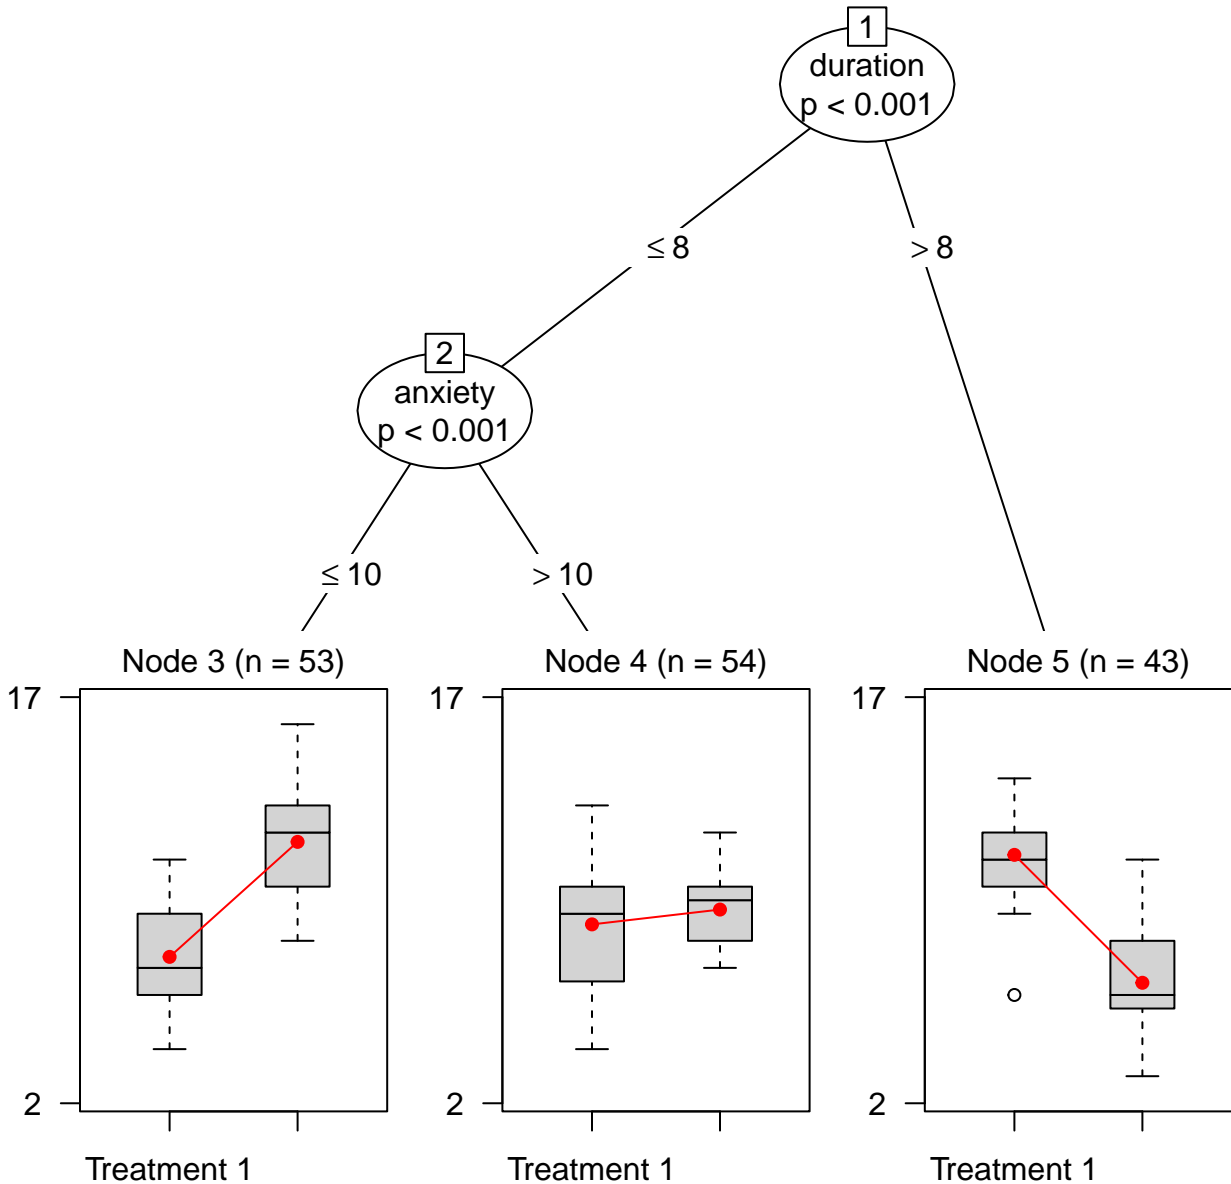 1
duration
p < 0.001
≤ 8
> 8
2
anxiety
p < 0.001
≤ 10
> 10
Node 3 (n = 53)
Node 4 (n = 54)
Node 5 (n = 43)
17
17
17
2
2
2
Treatment 1
Treatment 1
Treatment 1